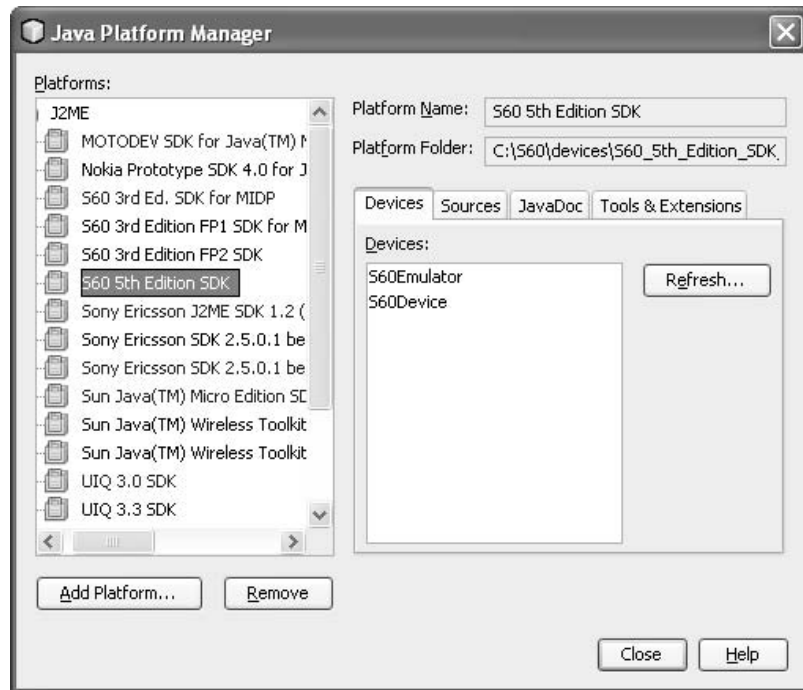 Java Platform Manager
Platforms:
J2ME
MOTODEV SDK for Java(TM) M
Nokia Prototype SDK 4.0 for J
S60 3rd Ed. SDK for MIDP
S60 3rd Edition FP1 SDK for M
S60 3rd Edition FP2 SDK
S60 5th Edition SDK
Sony Ericsson J2ME SDK 1.2 (
Sony Ericsson SDK 2.5.0.1 be
Sony Ericsson SDK 2.5.0.1 be
Sun Java(TM) Micro Edition SD
Sun Java(TM) Wireless Toolkit
Sun Java(TM) Wireless Toolkit
UIQ 3.0 SDK
UIQ 3.3 SDK
Add Platform... Remove
Platform Name: S60 5th Edition SDK
Platform Folder: C:\S60\devices\S60_5th_Edition_SDK_
Devices Sources JavaDoc Tools & Extensions
Devices:
S60Emulator
S60Device
Refresh...
Close Help